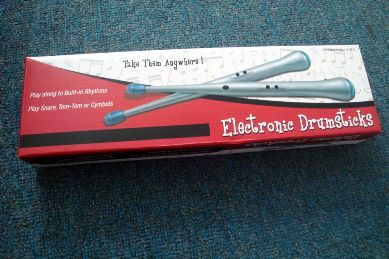 Take Them Anywhere!
Play along to Built-in Rhythms
Play Snare, Tom-Tom or Cymbals
Electronic Drumsticks